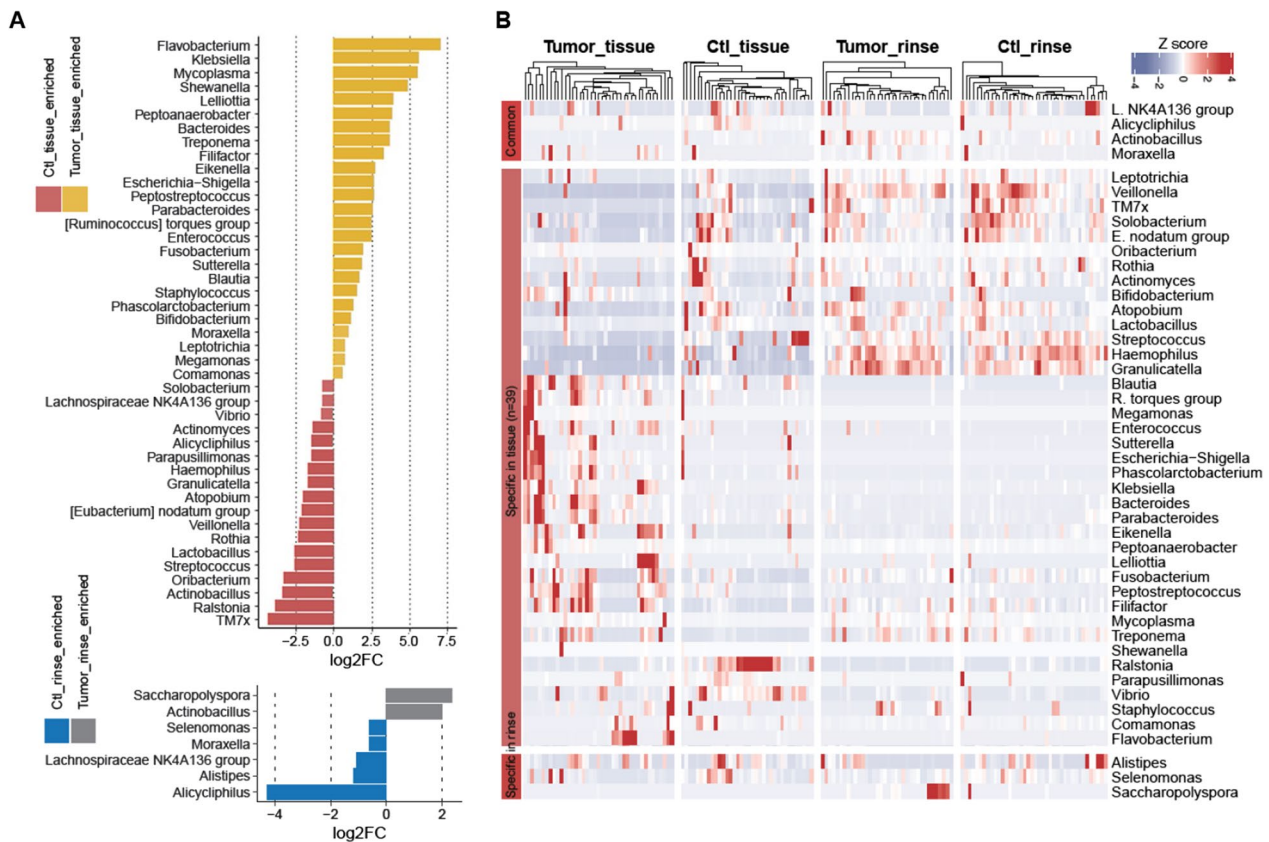 A
Ctl_tissue_enriched
Tumor_tissue_enriched
Flavobacterium
Klebsiella
Mycoplasma
Shewanella
Lelliottia
Peptoanaerobacter
Bacteroides
Treponema
Filifactor
Eikenella
Escherichia−Shigella
Peptostreptococcus
Parabacteroides
[Ruminococcus] torques group
Enterococcus
Fusobacterium
Sutterella
Blautia
Staphylococcus
Phascolarctobacterium
Bifidobacterium
Moraxella
Leptotrichia
Megamonas
Comamonas
Solobacterium
Lachnospiraceae NK4A136 group
Vibrio
Actinomyces
Alicycliphilus
Parapusillimonas
Haemophilus
Granulicatella
Atopobium
[Eubacterium] nodatum group
Veillonella
Rothia
Lactobacillus
Streptococcus
Oribacterium
Actinobacillus
Ralstonia
TM7x
−2.5 0.0 2.5 5.0 7.5
log2FC
Ctl_rinse_enriched
Tumor_rinse_enriched
Saccharopolyspora
Actinobacillus
Selenomonas
Moraxella
Lachnospiraceae NK4A136 group
Alistipes
Alicycliphilus
−4 −2 0 2
log2FC
B
Tumor_tissue Ctl_tissue Tumor_rinse Ctl_rinse
Z score
−4 −2 0 2 4
Common
L. NK4A136 group
Alicycliphilus
Actinobacillus
Moraxella
Specific in tissue (n=39)
Leptotrichia
Veillonella
TM7x
Solobacterium
E. nodatum group
Oribacterium
Rothia
Actinomyces
Bifidobacterium
Atopobium
Lactobacillus
Streptococcus
Haemophilus
Granulicatella
Blautia
R. torques group
Megamonas
Enterococcus
Sutterella
Escherichia−Shigella
Phascolarctobacterium
Klebsiella
Bacteroides
Parabacteroides
Eikenella
Peptoanaerobacter
Lelliottia
Fusobacterium
Peptostreptococcus
Filifactor
Mycoplasma
Treponema
Shewanella
Ralstonia
Parapusillimonas
Vibrio
Staphylococcus
Comamonas
Flavobacterium
Specific in rinse
Alistipes
Selenomonas
Saccharopolyspora